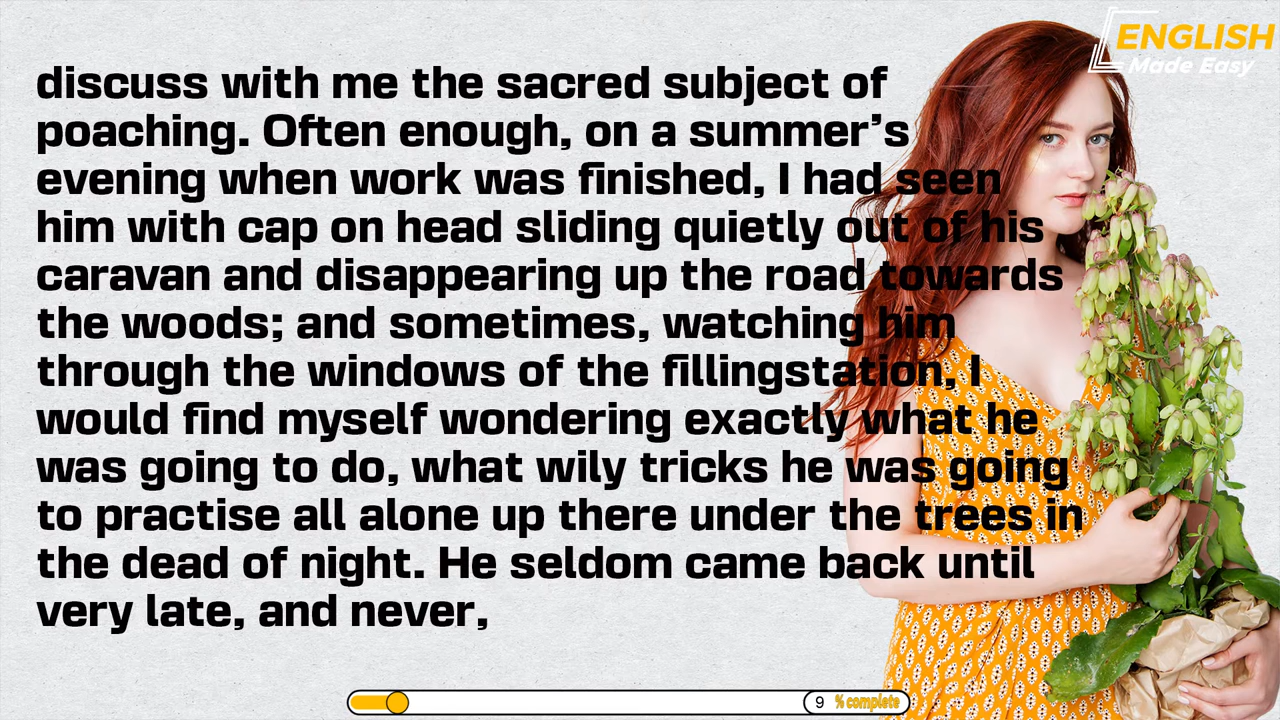 ENGLISH
Made Easy
discuss with me the sacred subject of
poaching. Often enough, on a summer’s
evening when work was finished, I had seen
him with cap on head sliding quietly out of his
caravan and disappearing up the road towards
the woods; and sometimes, watching him
through the windows of the fillingstation, I
would find myself wondering exactly what he
was going to do, what wily tricks he was going
to practise all alone up there under the trees in
the dead of night. He seldom came back until
very late, and never,
9 % complete